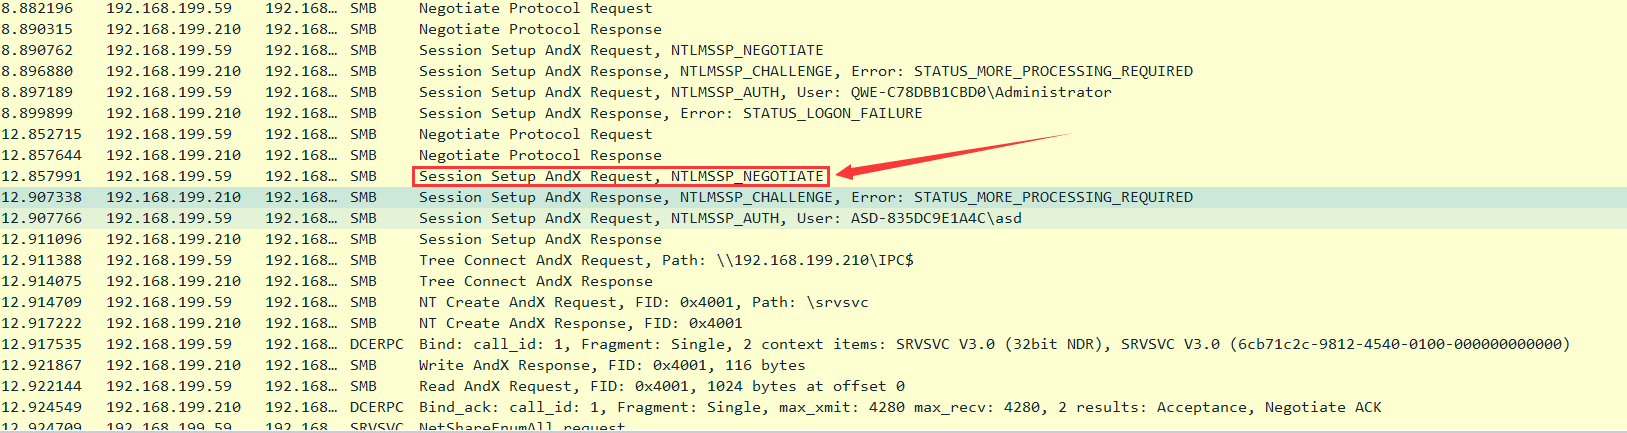 8.882196 192.168.199.59 192.168… SMB Negotiate Protocol Request
8.890315 192.168.199.210 192.168… SMB Negotiate Protocol Response
8.890762 192.168.199.59 192.168… SMB Session Setup AndX Request, NTLMSSP_NEGOTIATE
8.896880 192.168.199.210 192.168… SMB Session Setup AndX Response, NTLMSSP_CHALLENGE, Error: STATUS_MORE_PROCESSING_REQUIRED
8.897189 192.168.199.59 192.168… SMB Session Setup AndX Request, NTLMSSP_AUTH, User: QWE-C78DBB1CBD0\Administrator
8.899899 192.168.199.210 192.168… SMB Session Setup AndX Response, Error: STATUS_LOGON_FAILURE
12.852715 192.168.199.59 192.168… SMB Negotiate Protocol Request
12.857644 192.168.199.210 192.168… SMB Negotiate Protocol Response
12.857991 192.168.199.59 192.168… SMB Session Setup AndX Request, NTLMSSP_NEGOTIATE
12.907338 192.168.199.210 192.168… SMB Session Setup AndX Response, NTLMSSP_CHALLENGE, Error: STATUS_MORE_PROCESSING_REQUIRED
12.907766 192.168.199.59 192.168… SMB Session Setup AndX Request, NTLMSSP_AUTH, User: ASD-835DC9E1A4C\asd
12.911096 192.168.199.210 192.168… SMB Session Setup AndX Response
12.911388 192.168.199.59 192.168… SMB Tree Connect AndX Request, Path: \\192.168.199.210\IPC$
12.914075 192.168.199.210 192.168… SMB Tree Connect AndX Response
12.914709 192.168.199.59 192.168… SMB NT Create AndX Request, FID: 0x4001, Path: \srvsvc
12.917222 192.168.199.210 192.168… SMB NT Create AndX Response, FID: 0x4001
12.917535 192.168.199.59 192.168… DCERPC Bind: call_id: 1, Fragment: Single, 2 context items: SRVSVC V3.0 (32bit NDR), SRVSVC V3.0 (6cb71c2c-9812-4540-0100-000000000000)
12.921867 192.168.199.210 192.168… SMB Write AndX Response, FID: 0x4001, 116 bytes
12.922144 192.168.199.59 192.168… SMB Read AndX Request, FID: 0x4001, 1024 bytes at offset 0
12.924549 192.168.199.210 192.168… DCERPC Bind_ack: call_id: 1, Fragment: Single, max_xmit: 4280 max_recv: 4280, 2 results: Acceptance, Negotiate ACK
12.924709 192.168.199.59 192.168… SRVSVC NetShareEnumAll request